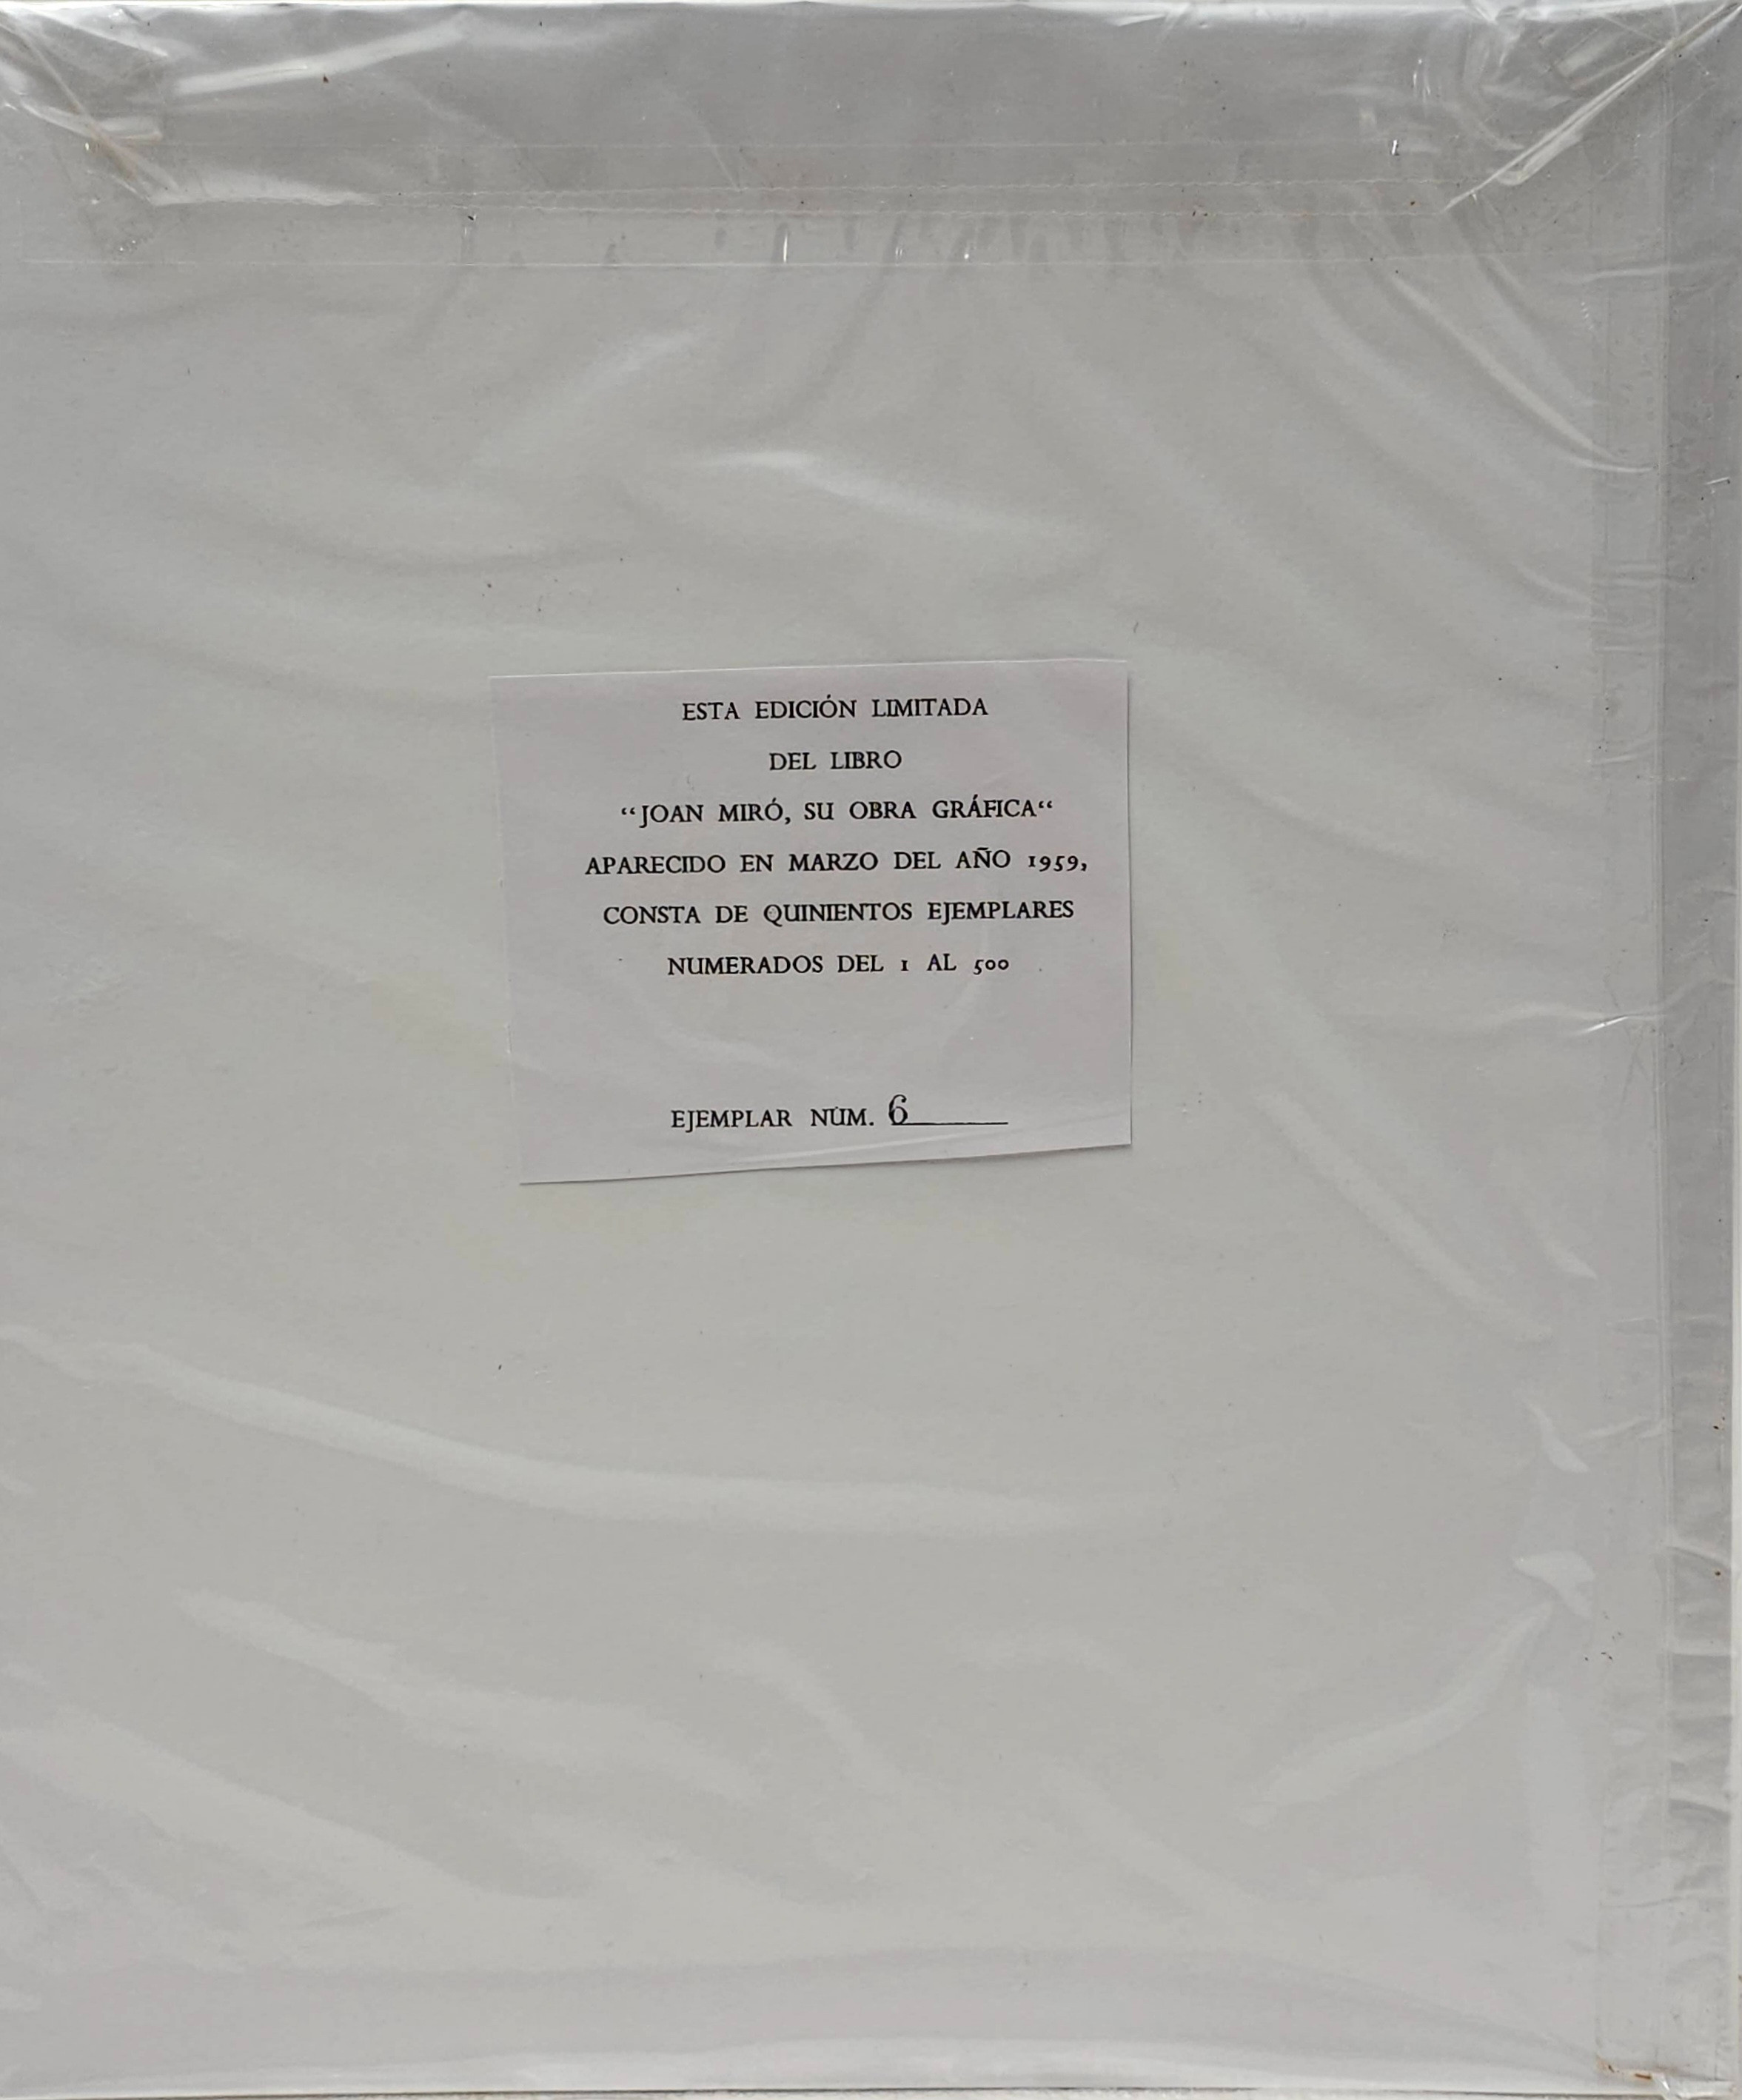 ESTA EDICIÓN LIMITADA
DEL LIBRO
“JOAN MIRÓ, SU OBRA GRÁFICA“
APARECIDO EN MARZO DEL AÑO 1959,
CONSTA DE QUINIENTOS EJEMPLARES
NUMERADOS DEL 1 AL 500
EJEMPLAR NÚM. 6